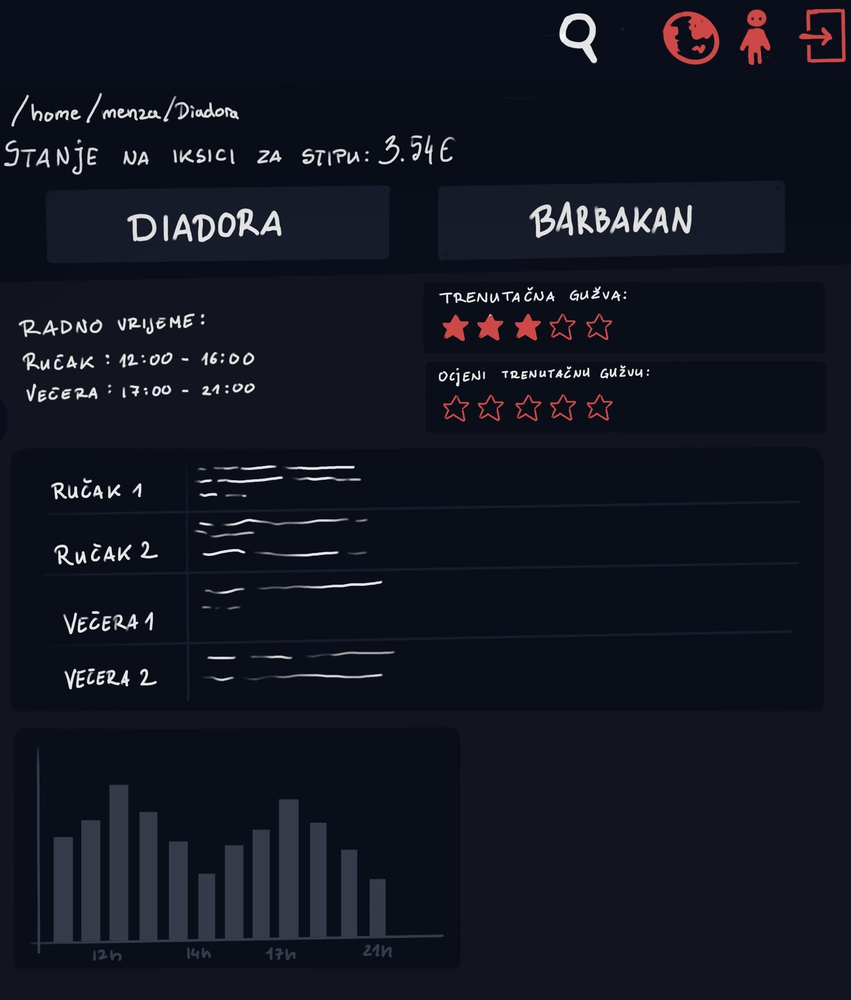 /home/menza/Diadora
STANJE NA IKSICI ZA STIPU: 3.54€
DIADORA
BARBAKAN
RADNO VRIJEME:
RUČAK : 12:00 - 16:00
VEČERA : 17:00 - 21:00
TRENUTAČNA GUŽVA:
OCJENI TRENUTAČNU GUŽVU:
RUČAK 1
RUČAK 2
VEČERA 1
VEČERA 2
12h 14h 17h 21h